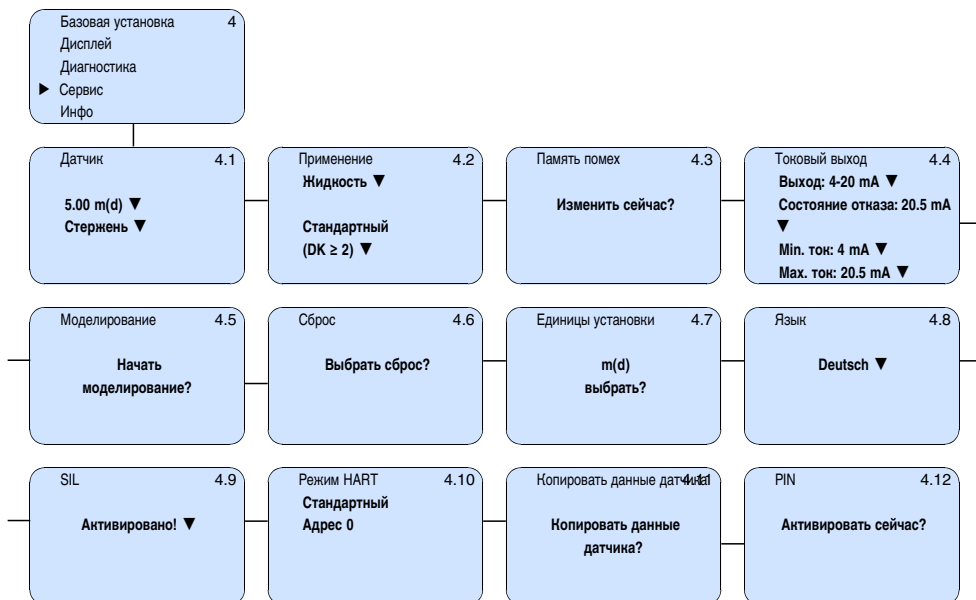 Базовая установка 4
Дисплей
Диагностика
▶ Сервис
Инфо
Датчик 4.1
5.00 m(d) ▼
Стержень ▼
Применение 4.2
Жидкость ▼
Стандартный
(DK ≥ 2) ▼
Память помех 4.3
Изменить сейчас?
Токовый выход 4.4
Выход: 4-20 mA ▼
Состояние отказа: 20.5 mA
▼
Min. ток: 4 mA ▼
Max. ток: 20.5 mA ▼
Моделирование 4.5
Начать
моделирование?
Сброс 4.6
Выбрать сброс?
Единицы установки 4.7
m(d)
выбрать?
Язык 4.8
Deutsch ▼
SIL 4.9
Активировано! ▼
Режим HART 4.10
Стандартный
Адрес 0
Копировать данные датчика 4.11
Копировать данные
датчика?
PIN 4.12
Активировать сейчас?